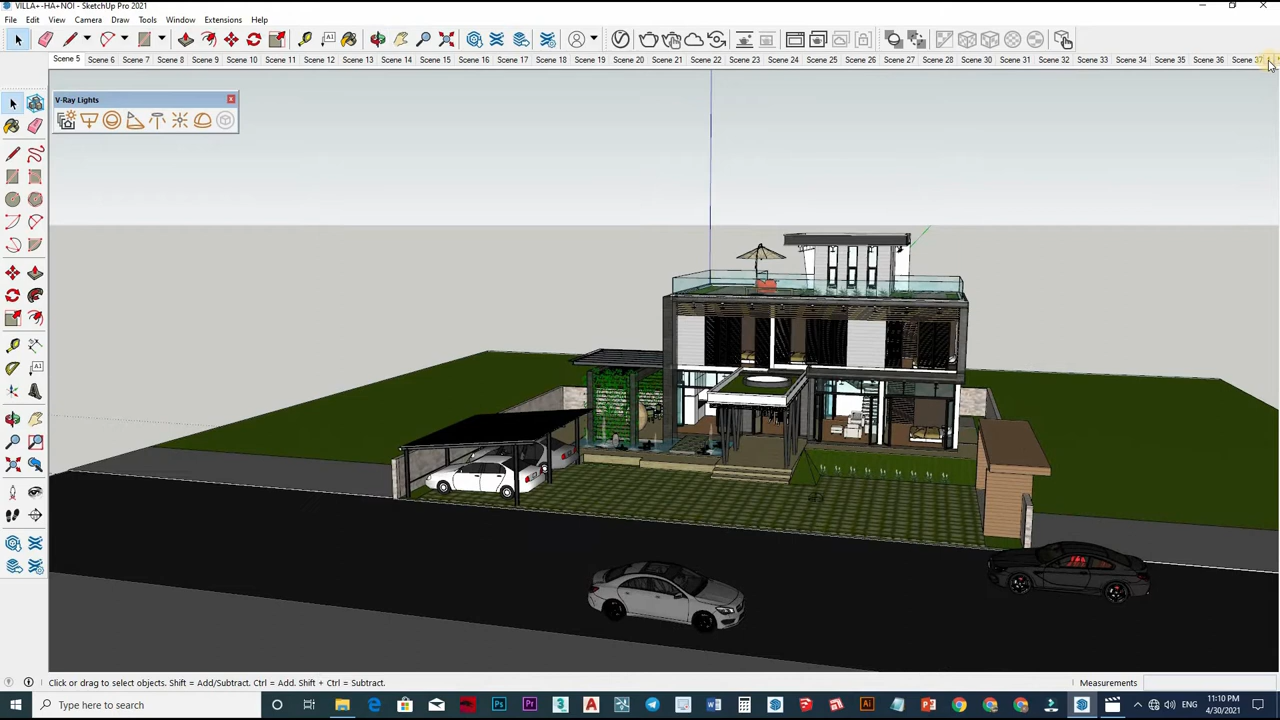 VILLA+-HA+NOI - SketchUp Pro 2021
File Edit View Camera Draw Tools Window Extensions Help
Scene 5 Scene 6 Scene 7 Scene 8 Scene 9 Scene 10 Scene 11 Scene 12 Scene 13 Scene 14 Scene 15 Scene 16 Scene 17 Scene 18 Scene 19 Scene 20 Scene 21 Scene 22 Scene 23 Scene 24 Scene 25 Scene 26 Scene 27 Scene 28 Scene 29 Scene 30 Scene 31 Scene 32 Scene 33 Scene 34 Scene 35 Scene 36 Scene 37
V-Ray Lights
Click or drag to select objects. Shift = Add/Subtract. Ctrl = Add. Shift + Ctrl = Subtract.
Measurements
Type here to search
ENG
11:10 PM
4/30/2021